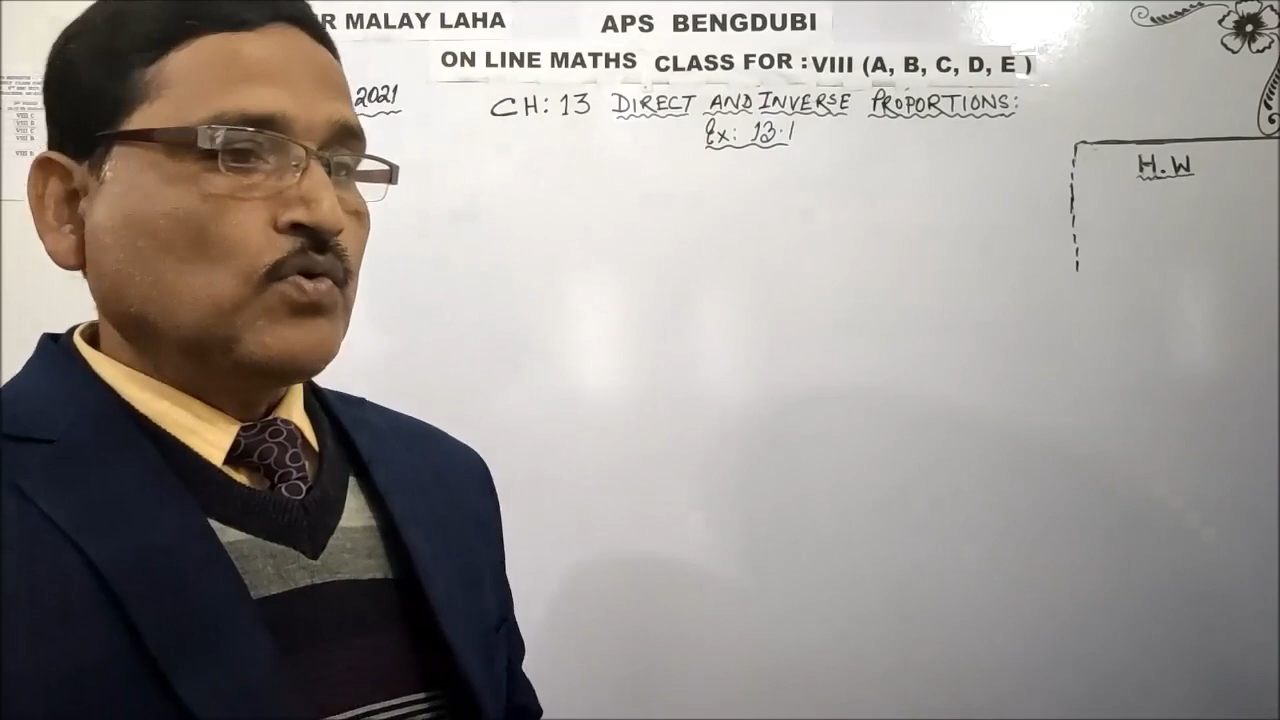 R MALAY LAHA APS BENGDUBI
ON LINE MATHS CLASS FOR : VIII (A, B, C, D, E )
2021 CH: 13 DIRECT AND INVERSE PROPORTIONS:
Ex: 13.1
H.W